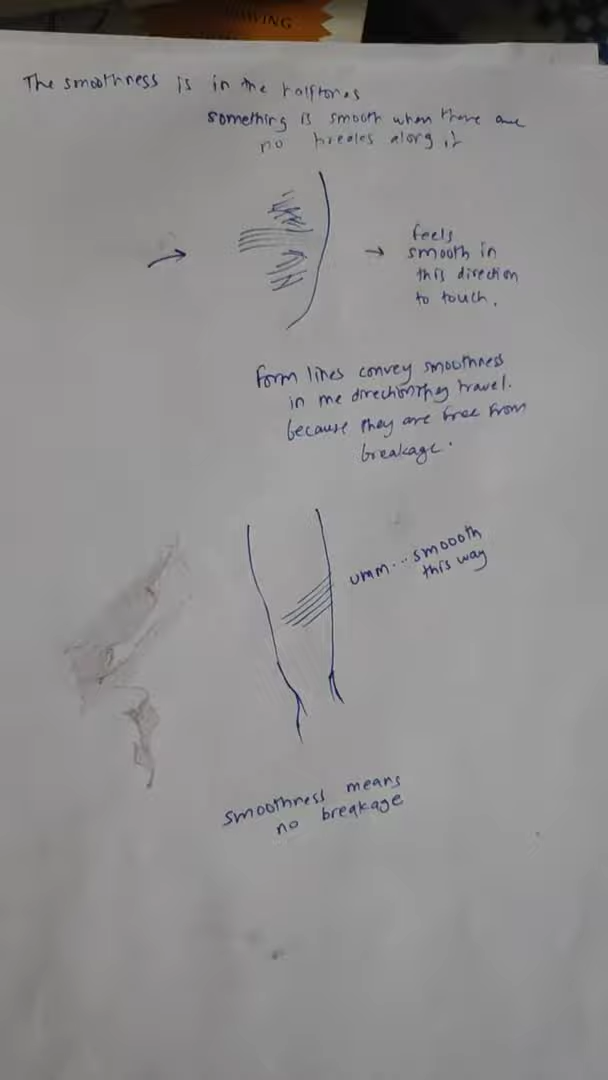 DRAWING
The smoothness is in the halftones
something is smooth when there are
no breakes along it
feels
smooth in
this direction
to touch.
form lines convey smoothness
in the direction they travel.
because they are free from
breakage.
umm... smoooth
this way
smoothness means
no breakage